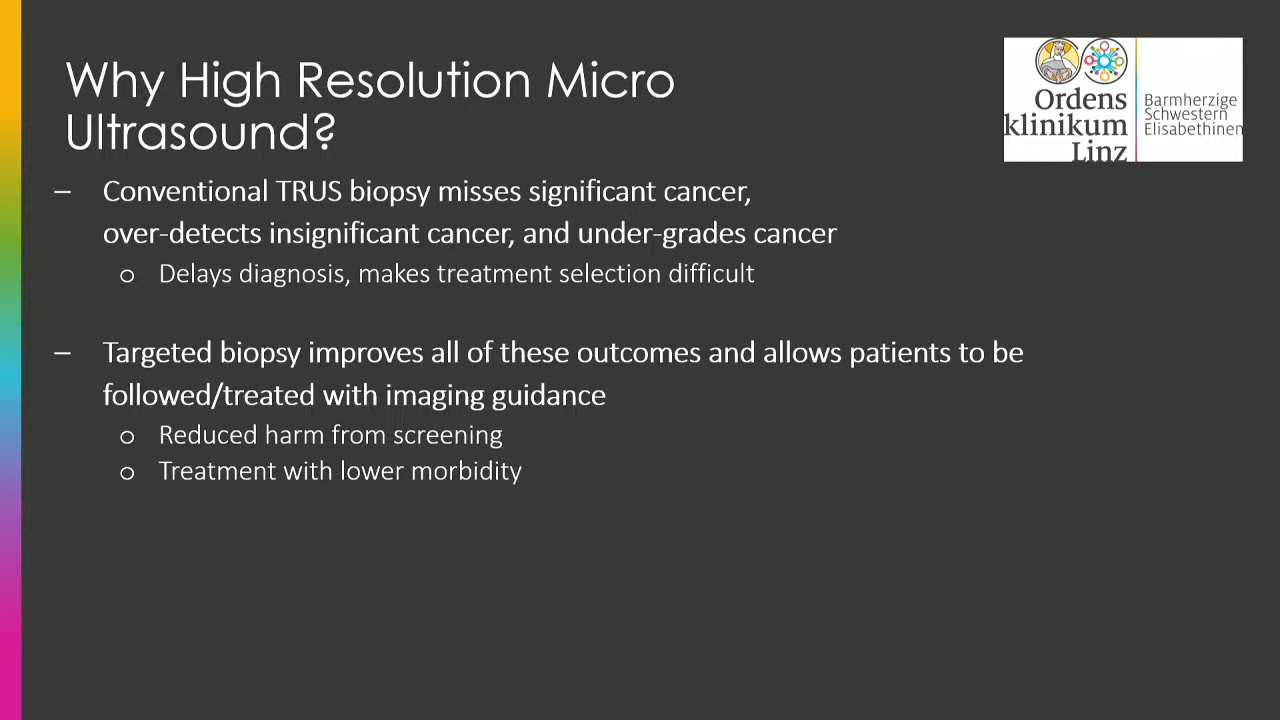 Why High Resolution Micro
Ultrasound?
Ordens
klinikum
Linz
Barmherzige
Schwestern
Elisabethinen
– Conventional TRUS biopsy misses significant cancer,
over-detects insignificant cancer, and under-grades cancer
o Delays diagnosis, makes treatment selection difficult
– Targeted biopsy improves all of these outcomes and allows patients to be
followed/treated with imaging guidance
o Reduced harm from screening
o Treatment with lower morbidity